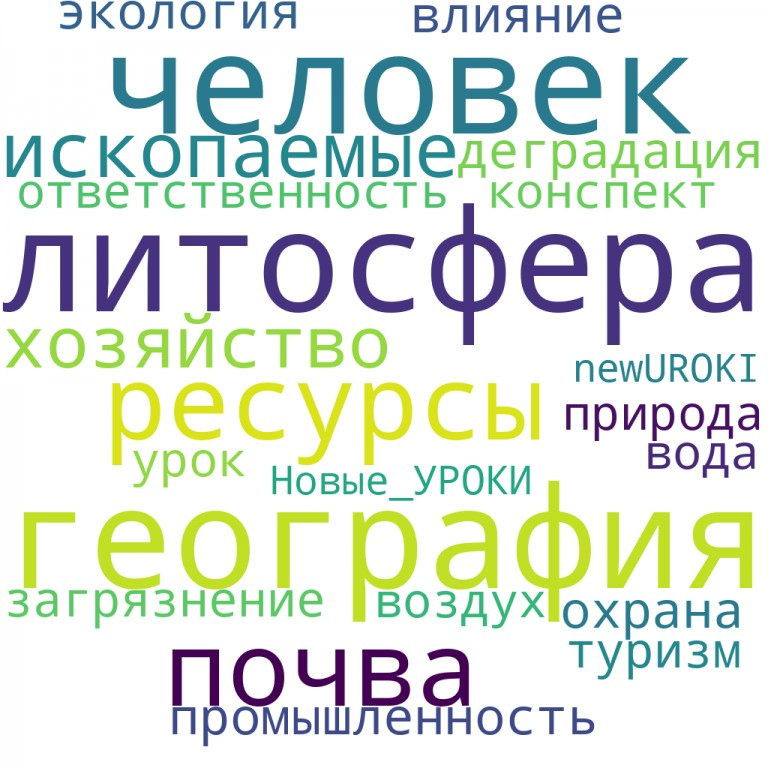 экология влияние
человек
ископаемые деградация
ответственность конспект
литосфера
хозяйство
newUROKI
ресурсы природа
урок вода
Новые_УРОКИ
география
загрязнение воздух охрана
туризм
почва
промышленность